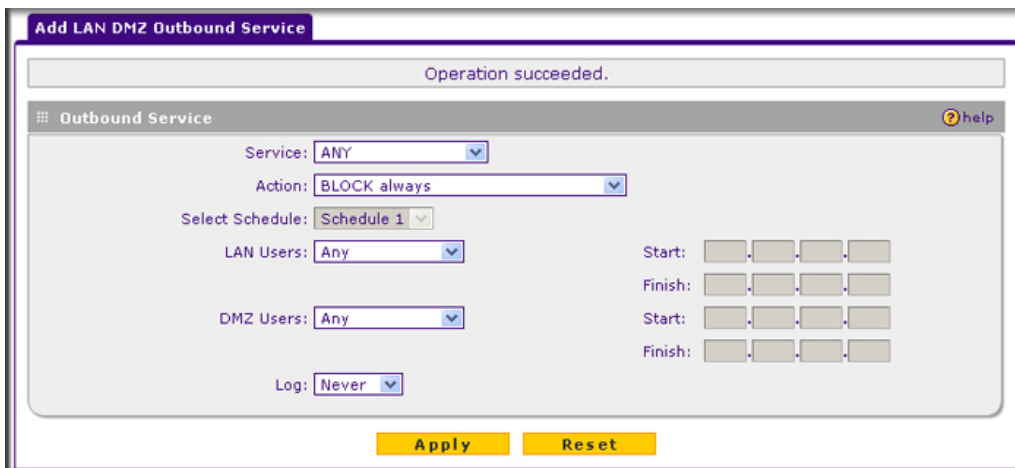 Add LAN DMZ Outbound Service
Operation succeeded.
Outbound Service
? help
Service: ANY
Action: BLOCK always
Select Schedule: Schedule 1
LAN Users: Any
Start: . . .
Finish: . . .
DMZ Users: Any
Start: . . .
Finish: . . .
Log: Never
Apply Reset